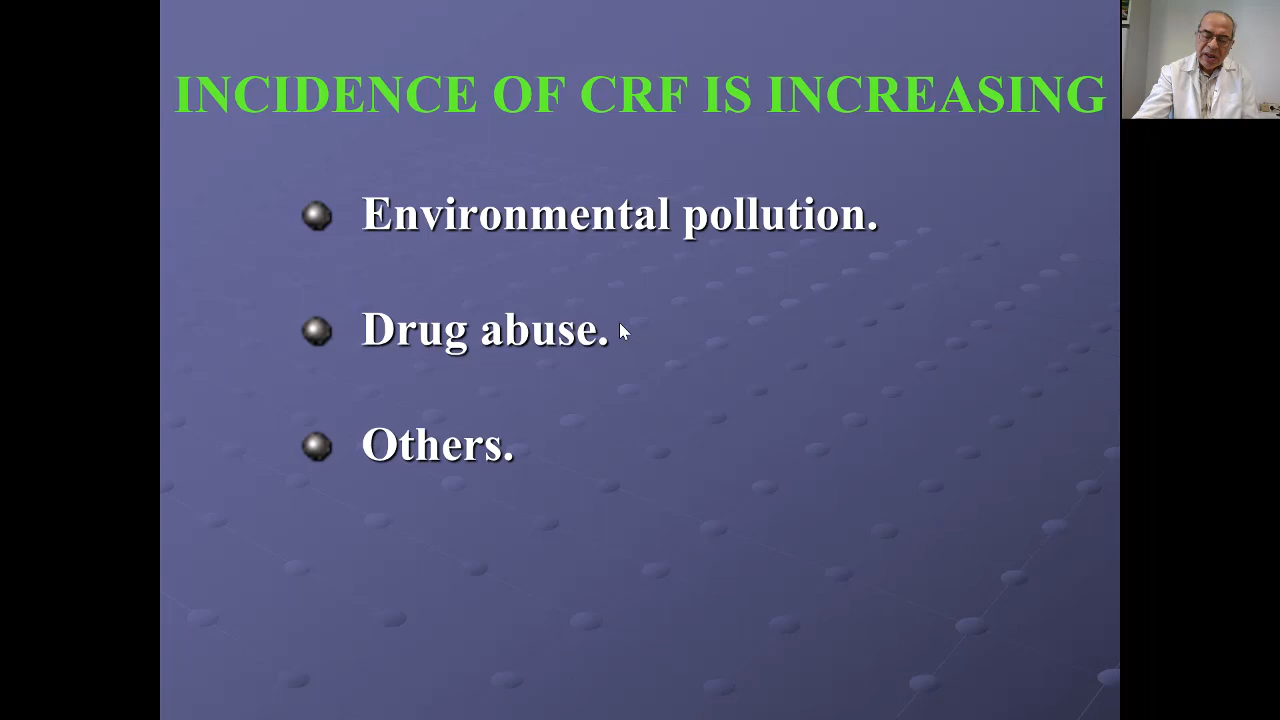 INCIDENCE OF CRF IS INCREASING
Environmental pollution.
Drug abuse.
Others.